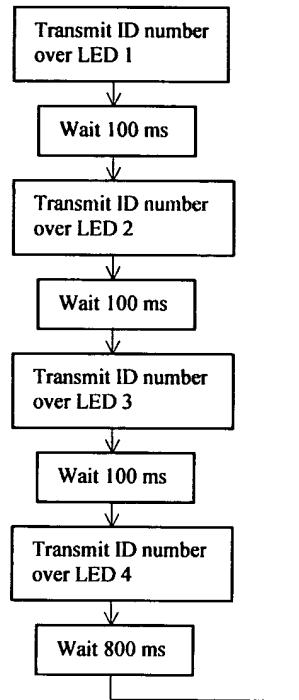 Transmit ID number
over LED 1
Wait 100 ms
Transmit ID number
over LED 2
Wait 100 ms
Transmit ID number
over LED 3
Wait 100 ms
Transmit ID number
over LED 4
Wait 800 ms